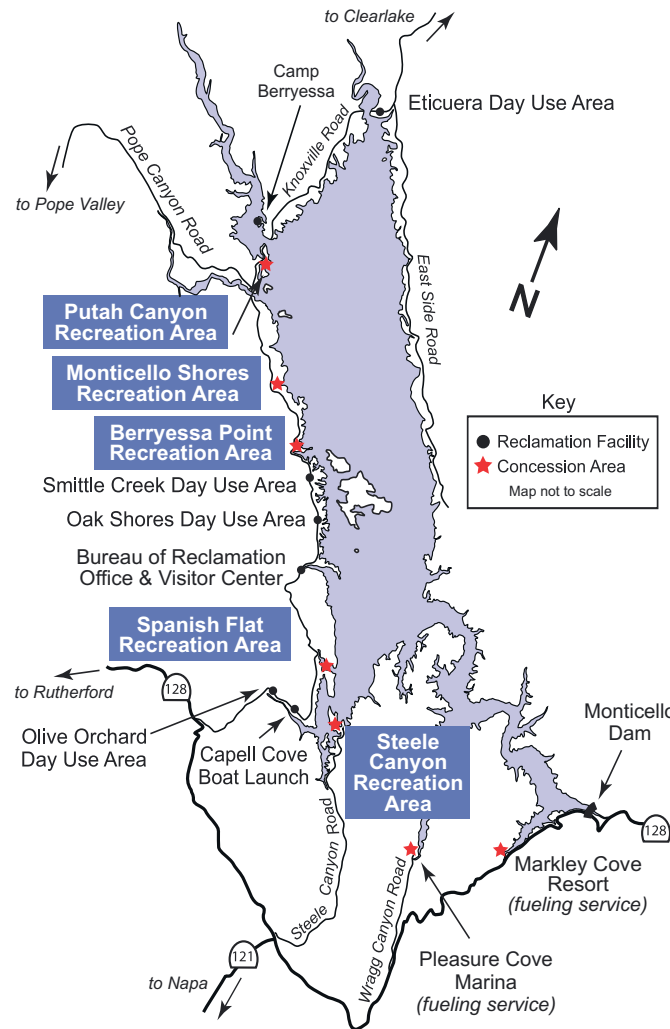 to Clearlake
Camp
Berryessa
Eticuera Day Use Area
Knoxville Road
Pope Canyon Road
to Pope Valley
East Side Road
N
Putah Canyon
Recreation Area
Monticello Shores
Recreation Area
Berryessa Point
Recreation Area
Key
Reclamation Facility
Concession Area
Map not to scale
Smittle Creek Day Use Area
Oak Shores Day Use Area
Bureau of Reclamation
Office & Visitor Center
Spanish Flat
Recreation Area
to Rutherford
128
Olive Orchard
Day Use Area
Capell Cove
Boat Launch
Steele
Canyon
Recreation
Area
Monticello
Dam
128
Steele Canyon Road
Wragg Canyon Road
Markley Cove
Resort
(fueling service)
Pleasure Cove
Marina
(fueling service)
121
to Napa